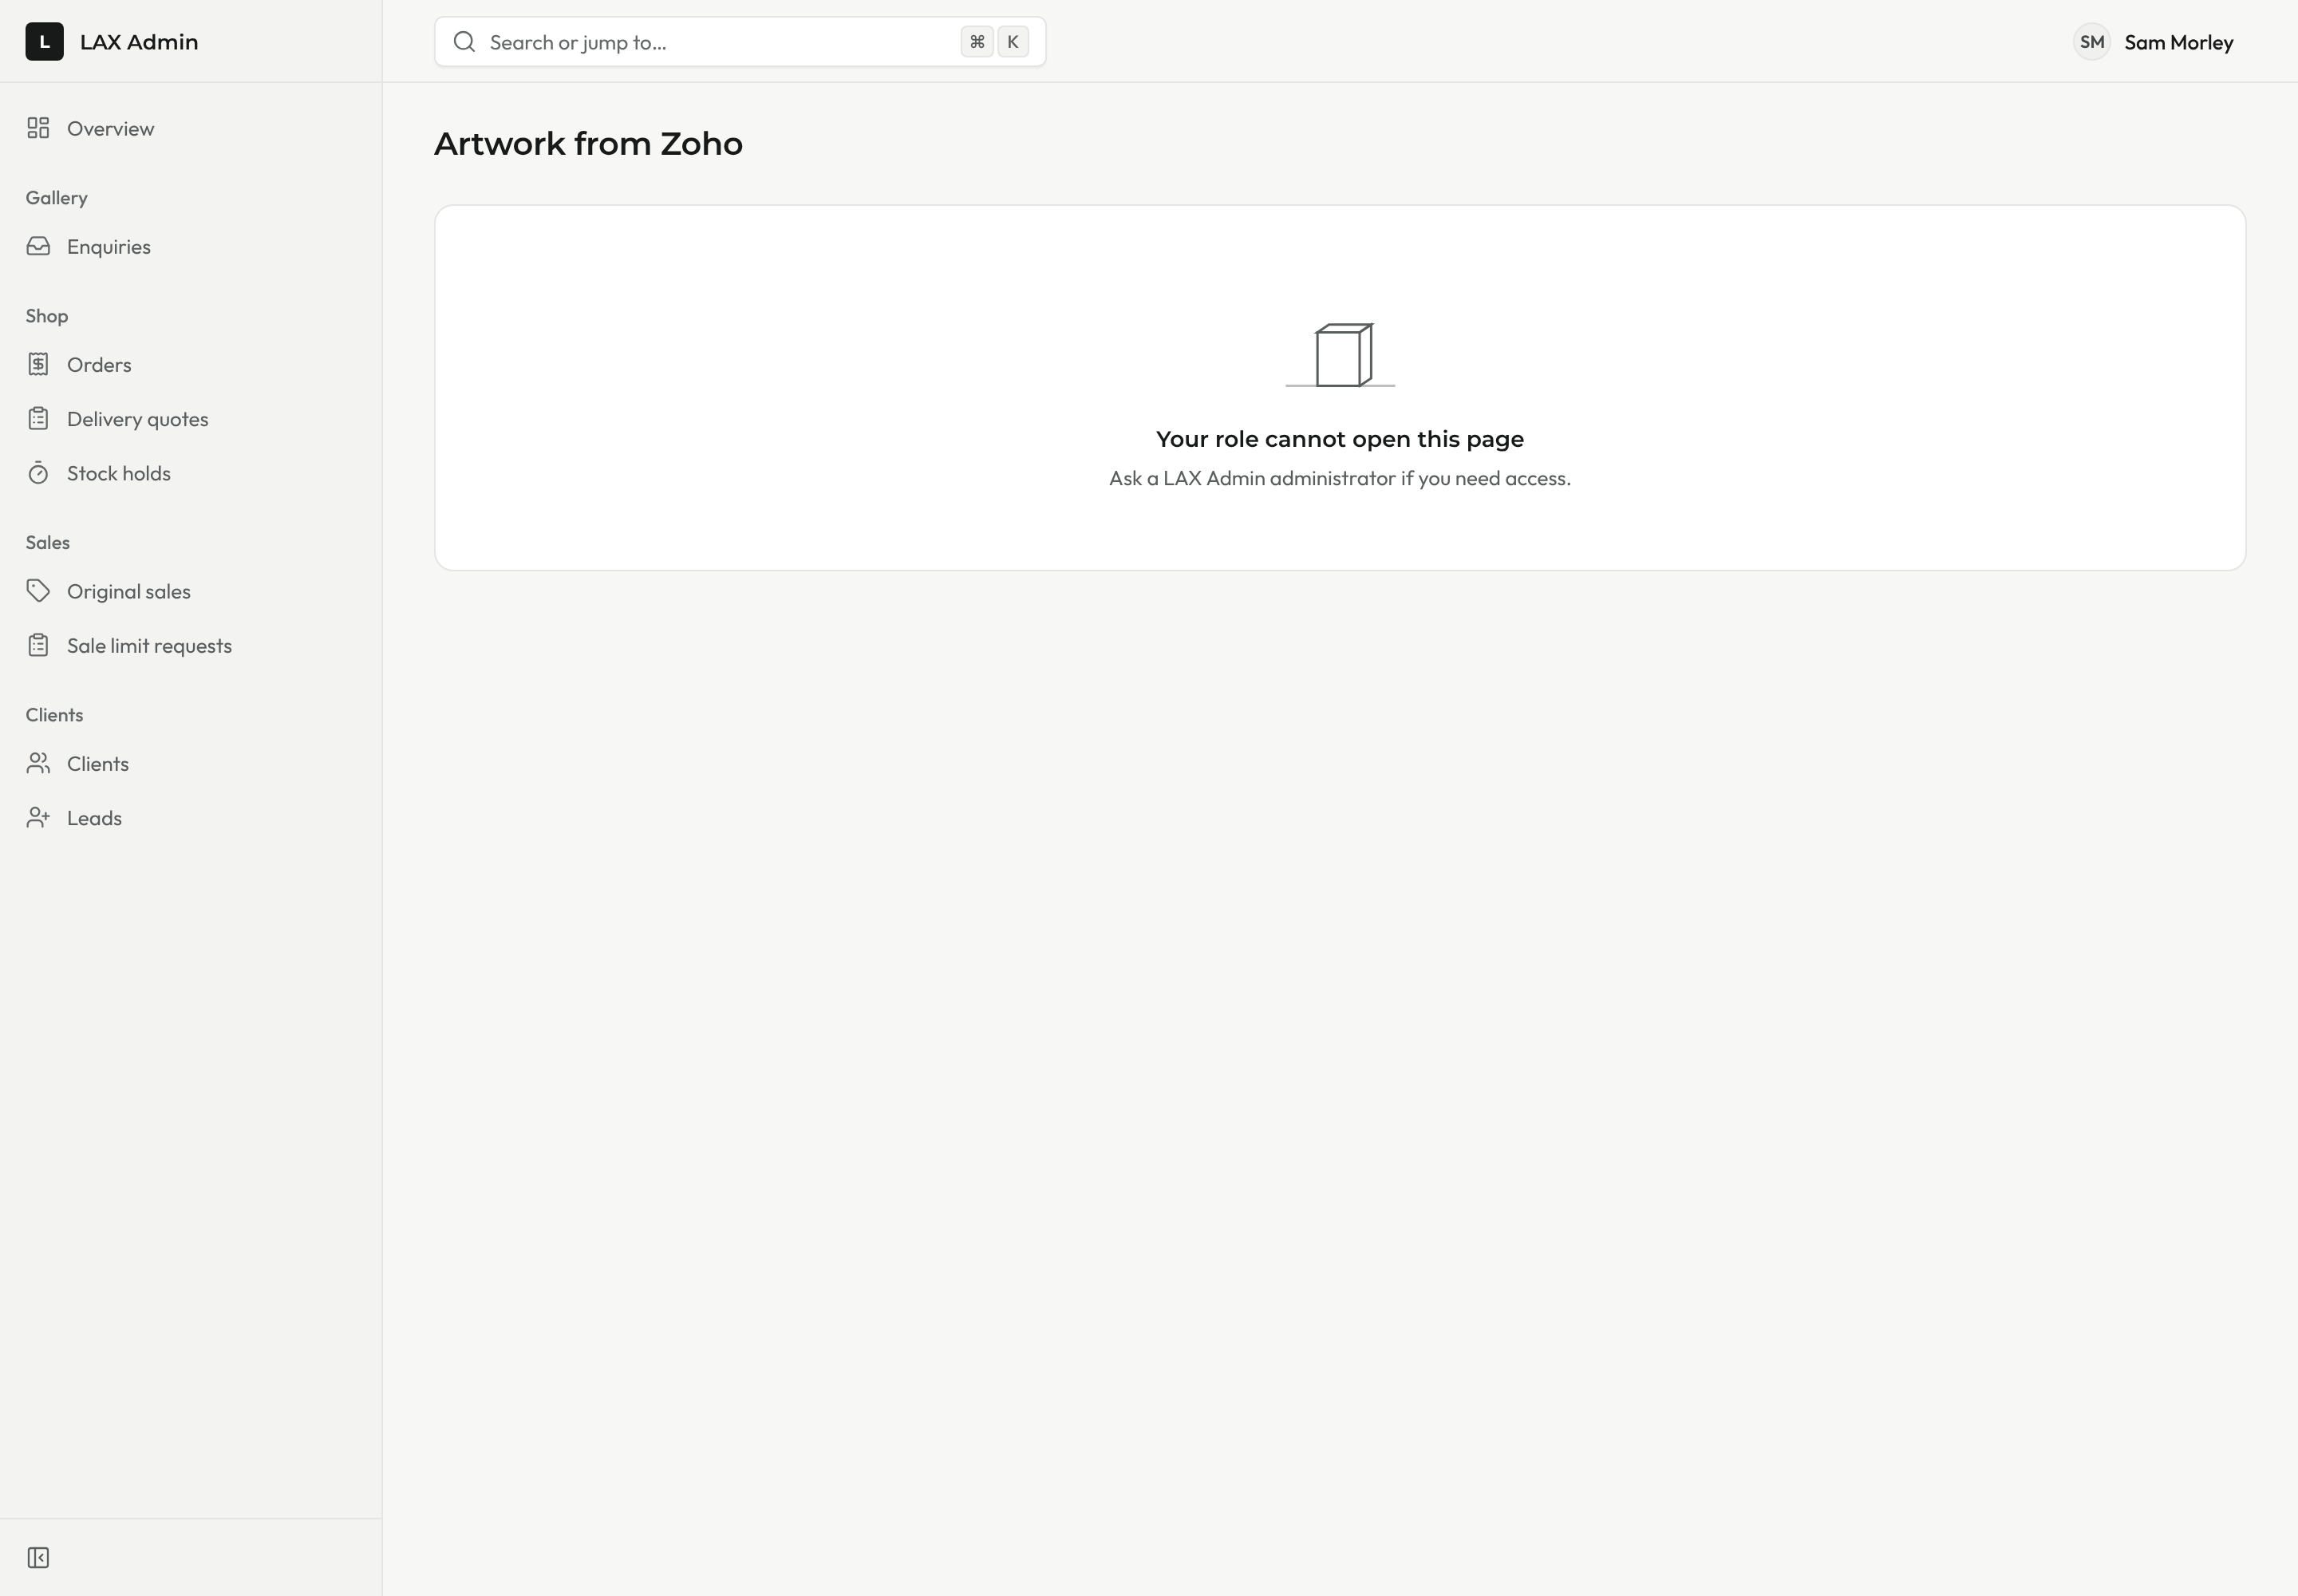 L LAX Admin
Search or jump to...
⌘ K
SM Sam Morley
Overview
Gallery
Enquiries
Shop
Orders
Delivery quotes
Stock holds
Sales
Original sales
Sale limit requests
Clients
Clients
Leads
Artwork from Zoho
Your role cannot open this page
Ask a LAX Admin administrator if you need access.